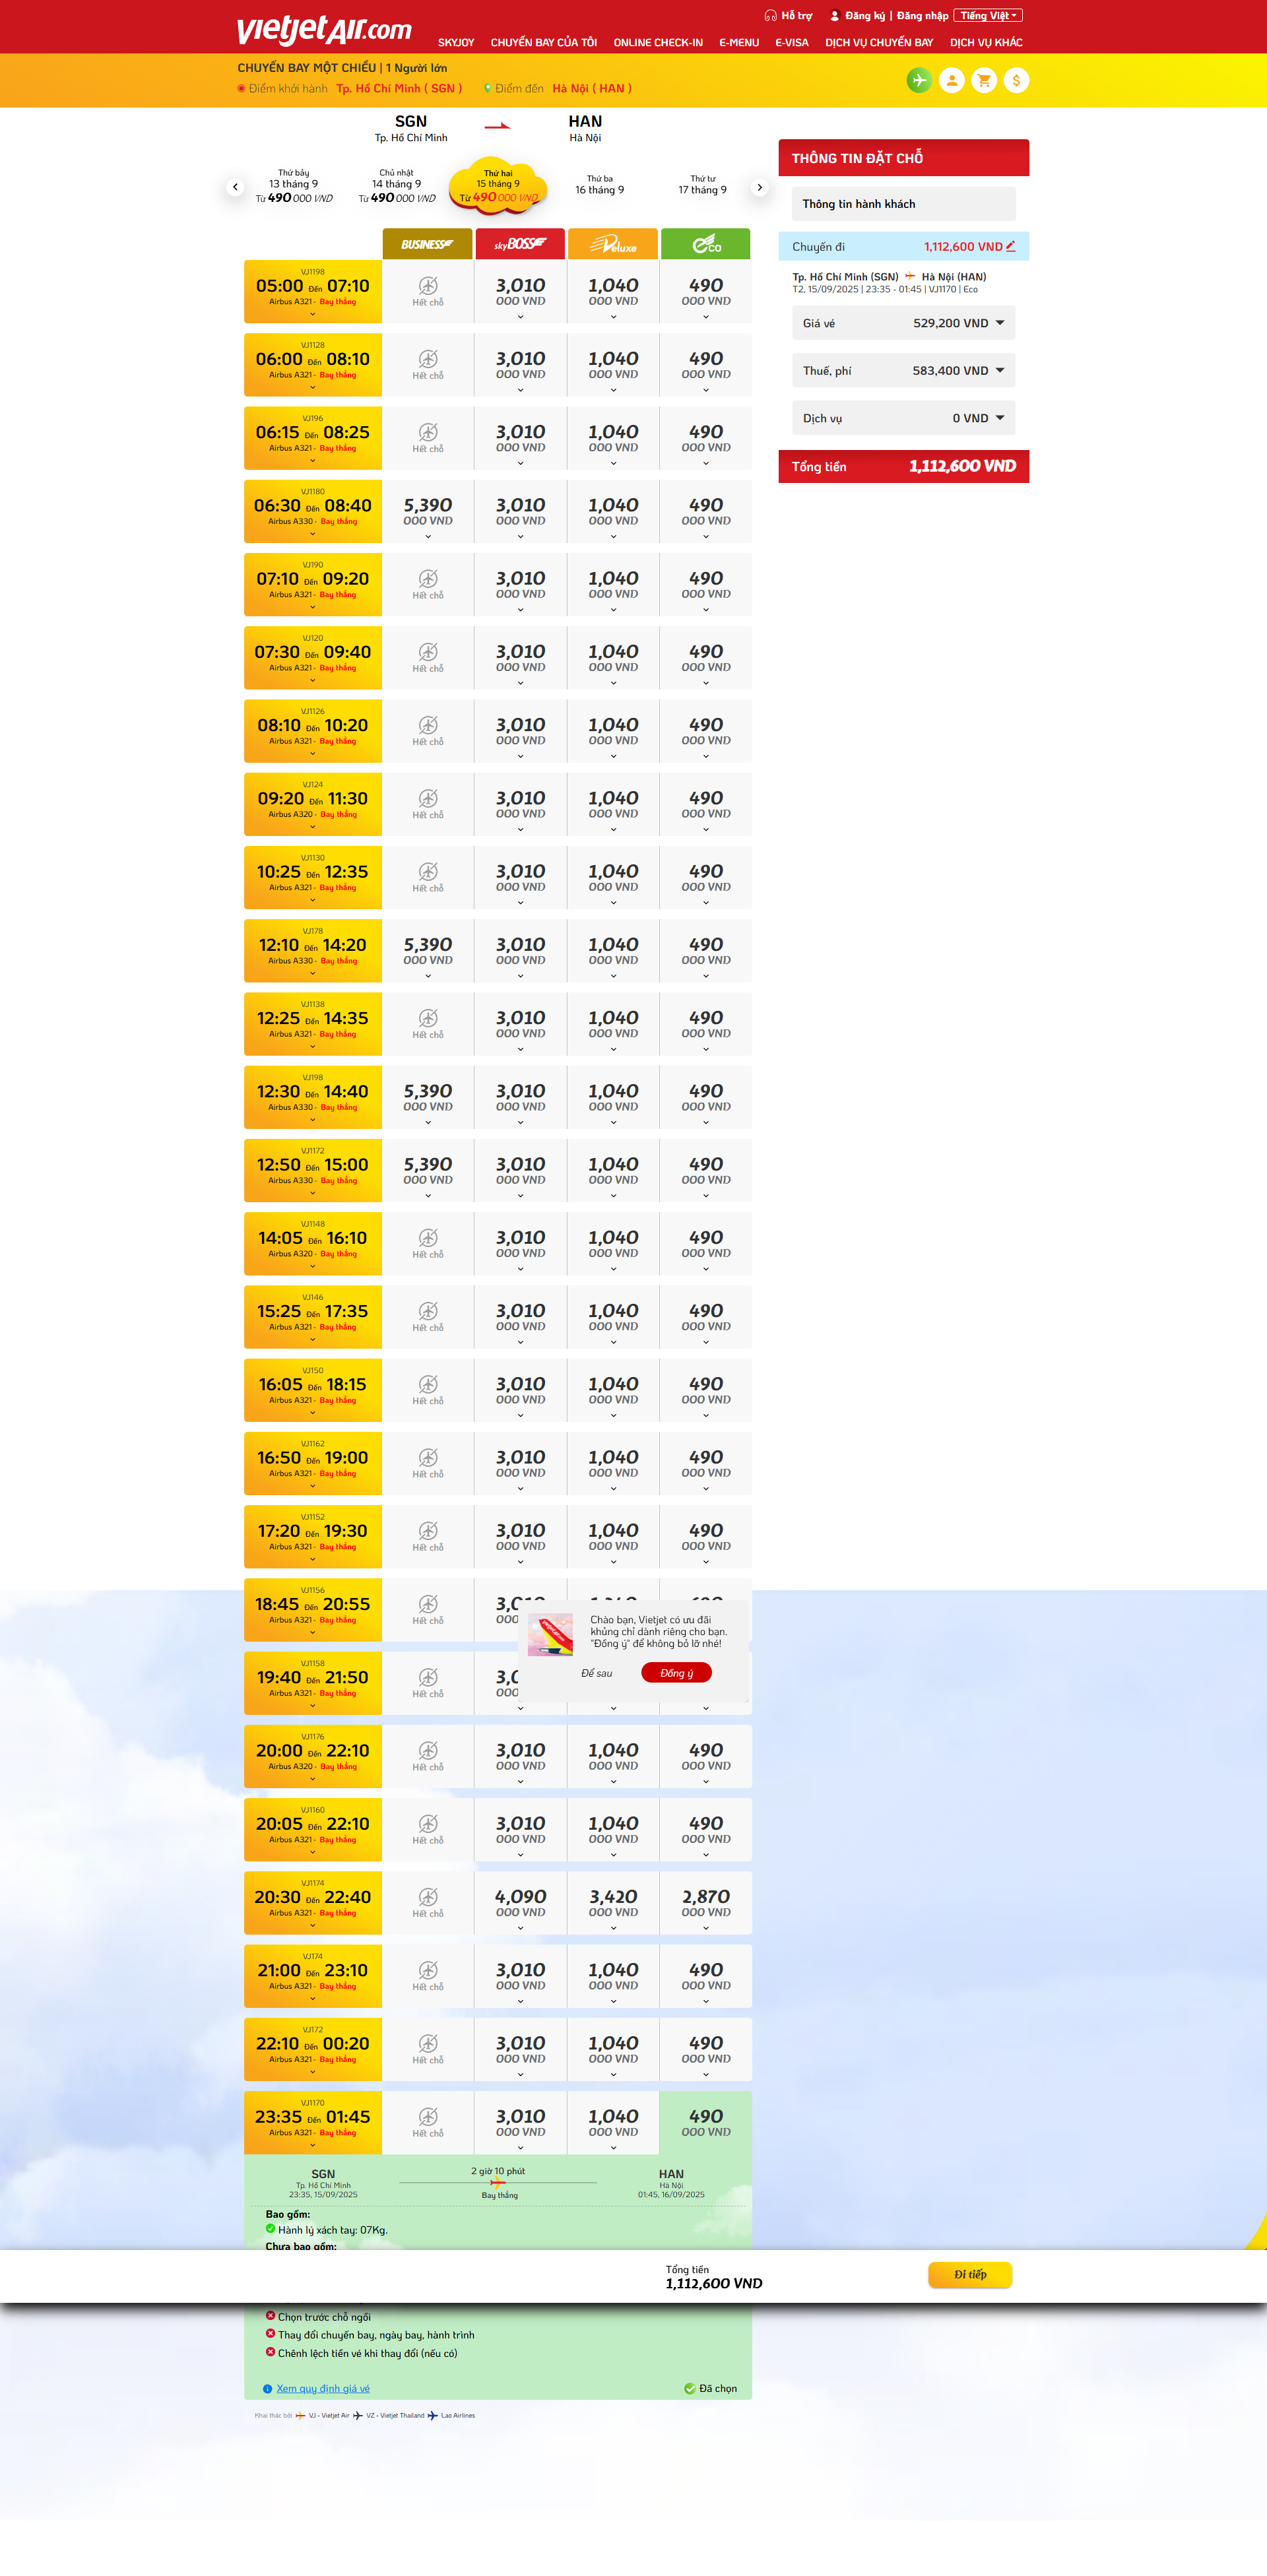 vietjetAir.com
Hỗ trợ
Đăng ký | Đăng nhập
Tiếng Việt
SKYJOY CHUYẾN BAY CỦA TÔI ONLINE CHECK-IN E-MENU E-VISA DỊCH VỤ CHUYẾN BAY DỊCH VỤ KHÁC
CHUYẾN BAY MỘT CHIỀU | 1 Người lớn
Điểm khởi hành Tp. Hồ Chí Minh ( SGN ) Điểm đến Hà Nội ( HAN )
SGN HAN
Tp. Hồ Chí Minh Hà Nội
Thứ bảy
13 tháng 9
Từ 490 000 VND
Chủ nhật
14 tháng 9
Từ 490 000 VND
Thứ hai
15 tháng 9
Từ 490 000 VND
Thứ ba
16 tháng 9
Thứ tư
17 tháng 9
BUSINESS skyBOSS Deluxe eco
VJ1198
05:00 Đến 07:10 3,010 1,040 490
Airbus A321 - Bay thẳng Hết chỗ 000 VND 000 VND 000 VND
VJ1128
06:00 Đến 08:10 3,010 1,040 490
Airbus A321 - Bay thẳng Hết chỗ 000 VND 000 VND 000 VND
VJ196
06:15 Đến 08:25 3,010 1,040 490
Airbus A321 - Bay thẳng Hết chỗ 000 VND 000 VND 000 VND
VJ1180
06:30 Đến 08:40 5,390 3,010 1,040 490
Airbus A330 - Bay thẳng 000 VND 000 VND 000 VND 000 VND
VJ190
07:10 Đến 09:20 3,010 1,040 490
Airbus A321 - Bay thẳng Hết chỗ 000 VND 000 VND 000 VND
VJ120
07:30 Đến 09:40 3,010 1,040 490
Airbus A321 - Bay thẳng Hết chỗ 000 VND 000 VND 000 VND
VJ1126
08:10 Đến 10:20 3,010 1,040 490
Airbus A321 - Bay thẳng Hết chỗ 000 VND 000 VND 000 VND
VJ124
09:20 Đến 11:30 3,010 1,040 490
Airbus A320 - Bay thẳng Hết chỗ 000 VND 000 VND 000 VND
VJ1130
10:25 Đến 12:35 3,010 1,040 490
Airbus A321 - Bay thẳng Hết chỗ 000 VND 000 VND 000 VND
VJ178
12:10 Đến 14:20 5,390 3,010 1,040 490
Airbus A330 - Bay thẳng 000 VND 000 VND 000 VND 000 VND
VJ1138
12:25 Đến 14:35 3,010 1,040 490
Airbus A321 - Bay thẳng Hết chỗ 000 VND 000 VND 000 VND
VJ198
12:30 Đến 14:40 5,390 3,010 1,040 490
Airbus A330 - Bay thẳng 000 VND 000 VND 000 VND 000 VND
VJ1172
12:50 Đến 15:00 5,390 3,010 1,040 490
Airbus A330 - Bay thẳng 000 VND 000 VND 000 VND 000 VND
VJ1148
14:05 Đến 16:10 3,010 1,040 490
Airbus A320 - Bay thẳng Hết chỗ 000 VND 000 VND 000 VND
VJ146
15:25 Đến 17:35 3,010 1,040 490
Airbus A321 - Bay thẳng Hết chỗ 000 VND 000 VND 000 VND
VJ150
16:05 Đến 18:15 3,010 1,040 490
Airbus A321 - Bay thẳng Hết chỗ 000 VND 000 VND 000 VND
VJ1162
16:50 Đến 19:00 3,010 1,040 490
Airbus A321 - Bay thẳng Hết chỗ 000 VND 000 VND 000 VND
VJ1152
17:20 Đến 19:30 3,010 1,040 490
Airbus A321 - Bay thẳng Hết chỗ 000 VND 000 VND 000 VND
VJ1156
18:45 Đến 20:55
Airbus A321 - Bay thẳng Hết chỗ
Chào bạn, Vietjet có ưu đãi
khủng chỉ dành riêng cho bạn.
"Đồng ý" để không bỏ lỡ nhé!
Để sau Đồng ý
VJ1158
19:40 Đến 21:50
Airbus A321 - Bay thẳng Hết chỗ
VJ1176
20:00 Đến 22:10 3,010 1,040 490
Airbus A320 - Bay thẳng Hết chỗ 000 VND 000 VND 000 VND
VJ1160
20:05 Đến 22:10 3,010 1,040 490
Airbus A321 - Bay thẳng Hết chỗ 000 VND 000 VND 000 VND
VJ1174
20:30 Đến 22:40 4,090 3,420 2,870
Airbus A321 - Bay thẳng Hết chỗ 000 VND 000 VND 000 VND
VJ174
21:00 Đến 23:10 3,010 1,040 490
Airbus A321 - Bay thẳng Hết chỗ 000 VND 000 VND 000 VND
VJ172
22:10 Đến 00:20 3,010 1,040 490
Airbus A321 - Bay thẳng Hết chỗ 000 VND 000 VND 000 VND
VJ1170
23:35 Đến 01:45 3,010 1,040 490
Airbus A321 - Bay thẳng Hết chỗ 000 VND 000 VND 000 VND
SGN 2 giờ 10 phút HAN
Tp. Hồ Chí Minh Hà Nội
23:35, 15/09/2025 Bay thẳng 01:45, 16/09/2025
Bao gồm:
Hành lý xách tay: 07Kg.
Chưa bao gồm:
Tổng tiền
1,112,600 VND
Đi tiếp
Chọn trước chỗ ngồi
Thay đổi chuyến bay, ngày bay, hành trình
Chênh lệch tiền vé khi thay đổi (nếu có)
Xem quy định giá vé Đã chọn
Khai thác bởi VJ - Vietjet Air VZ - Vietjet Thailand Lao Airlines
THÔNG TIN ĐẶT CHỖ
Thông tin hành khách
Chuyến đi 1,112,600 VND
Tp. Hồ Chí Minh (SGN) Hà Nội (HAN)
T2, 15/09/2025 | 23:35 - 01:45 | VJ1170 | Eco
Giá vé 529,200 VND
Thuế, phí 583,400 VND
Dịch vụ 0 VND
Tổng tiền 1,112,600 VND